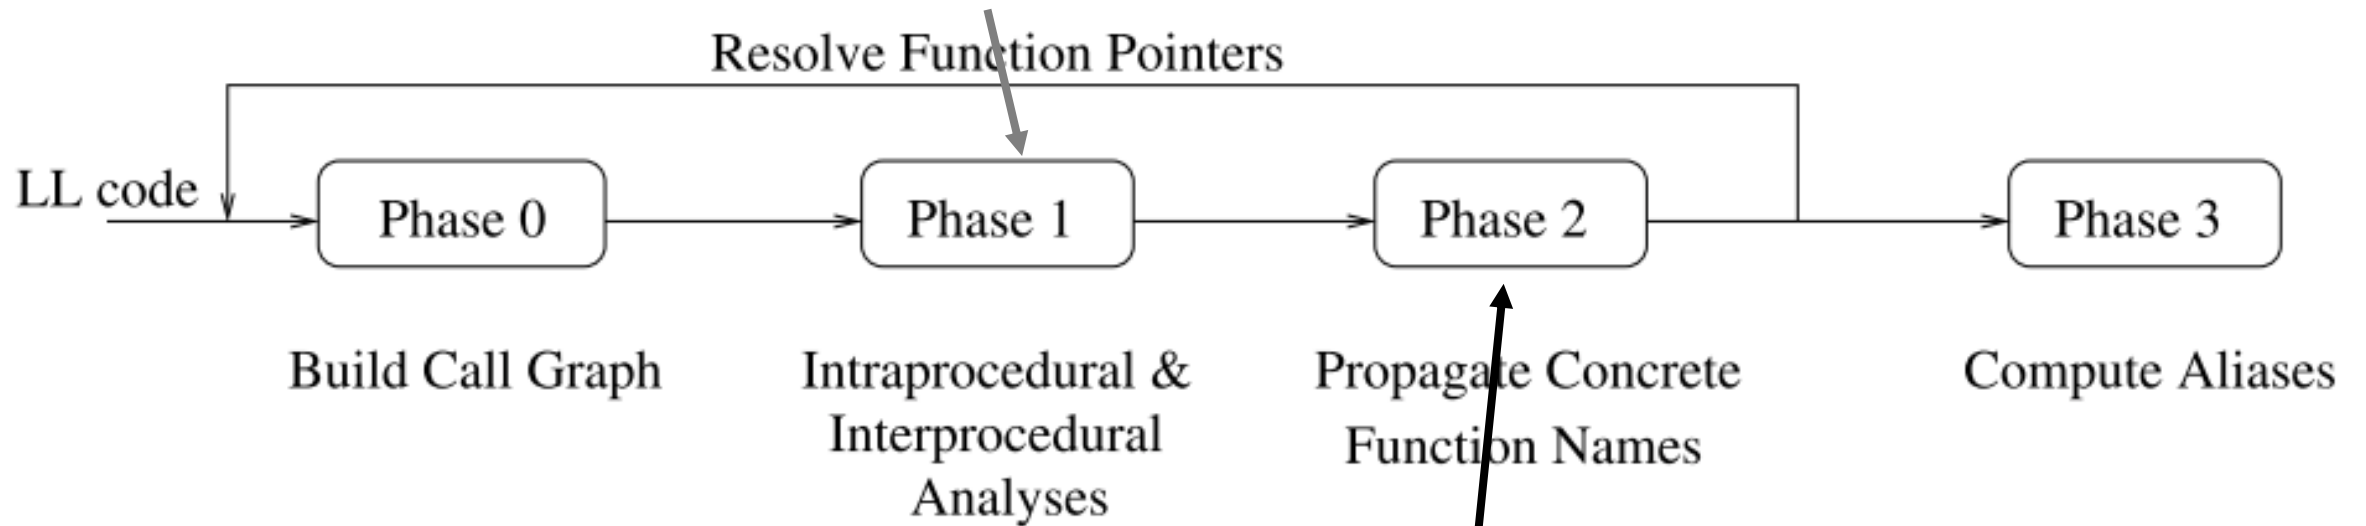 Resolve Function Pointers
LL code
Phase 0
Phase 1
Phase 2
Phase 3
Build Call Graph
Intraprocedural &
Interprocedural
Analyses
Propagate Concrete
Function Names
Compute Aliases